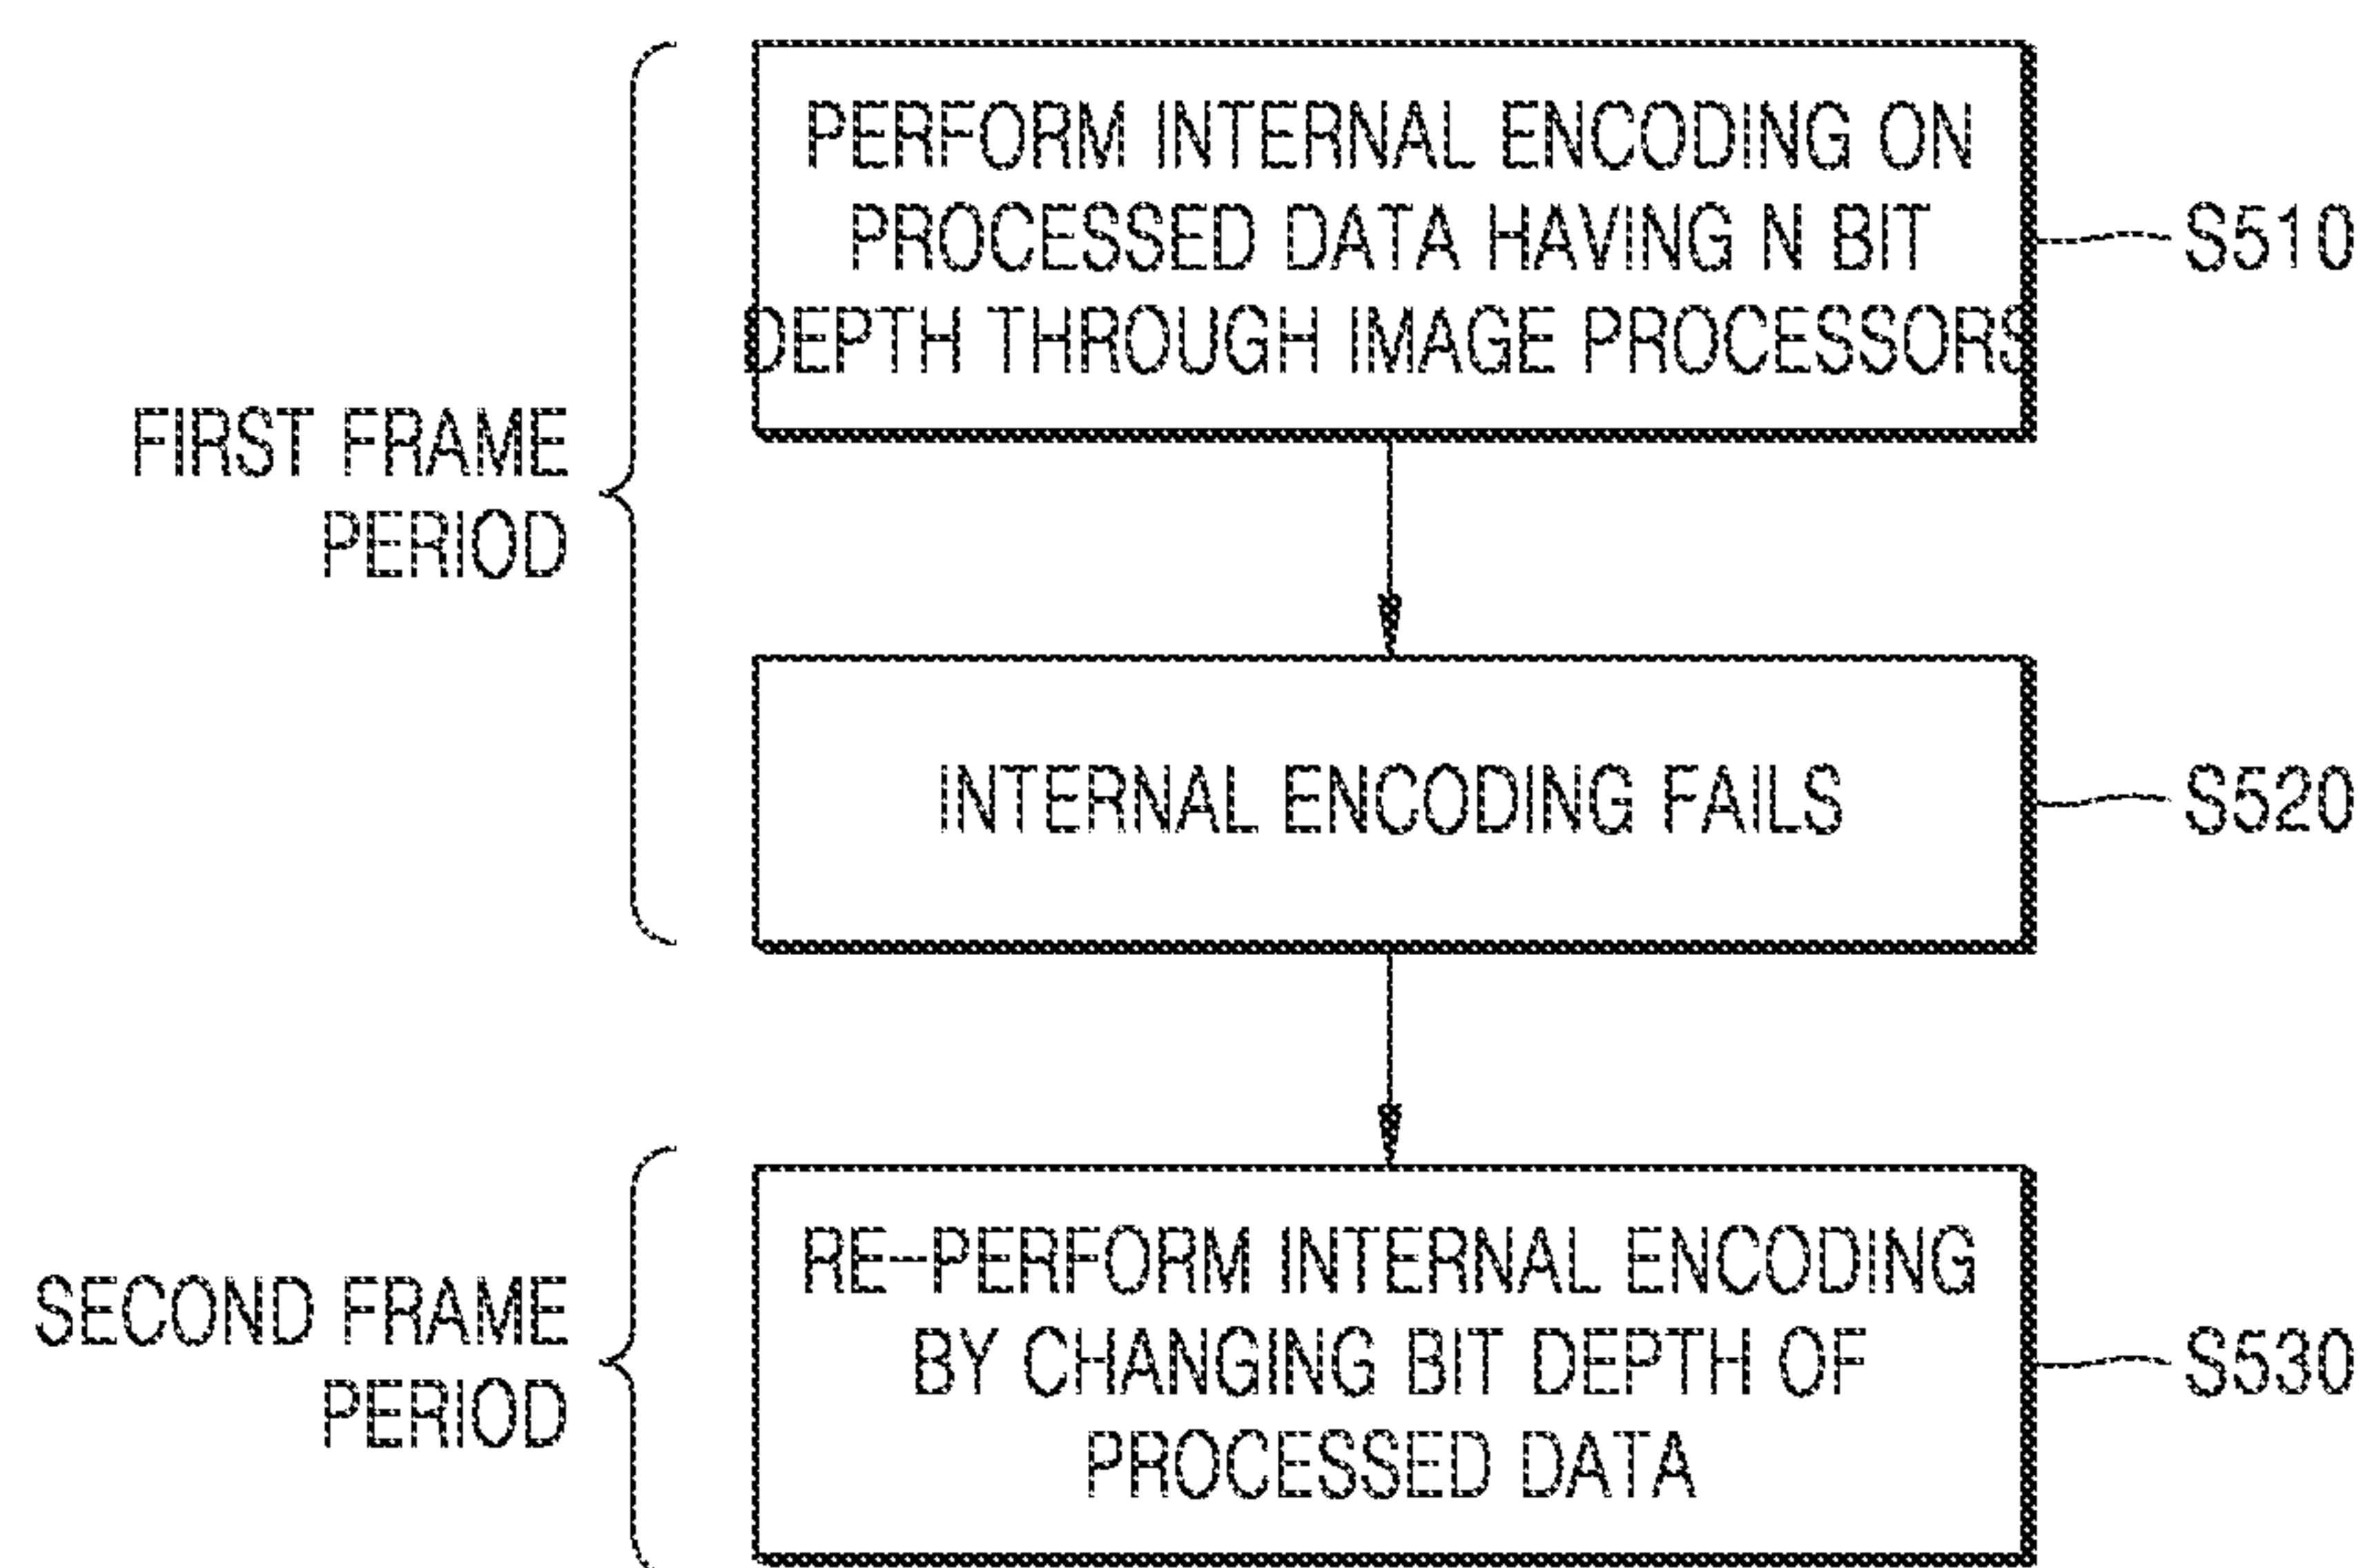 PERFORM INTERNAL ENCODING ON
PROCESSED DATA HAVING N BIT
DEPTH THROUGH IMAGE PROCESSORS
S510
FIRST FRAME
PERIOD
INTERNAL ENCODING FAILS
S520
RE-PERFORM INTERNAL ENCODING
BY CHANGING BIT DEPTH OF
PROCESSED DATA
S530
SECOND FRAME
PERIOD